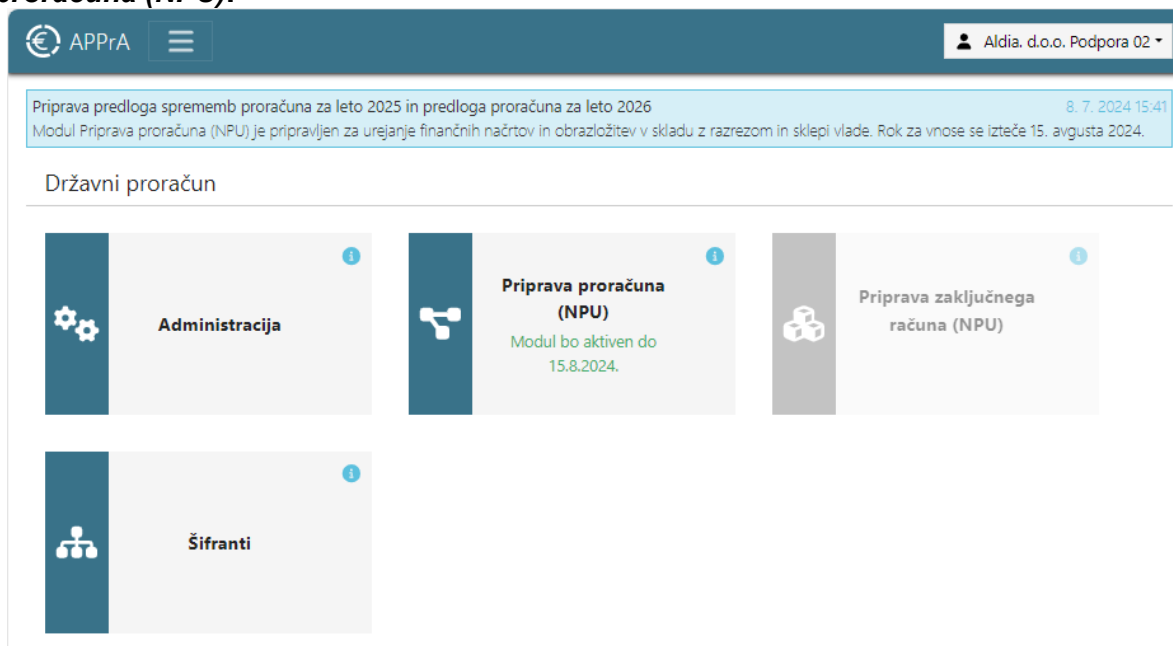 proračuna (NPU).
APPrA
Aldia. d.o.o. Podpora 02
Priprava predloga sprememb proračuna za leto 2025 in predloga proračuna za leto 2026
8. 7. 2024 15:41
Modul Priprava proračuna (NPU) je pripravljen za urejanje finančnih načrtov in obrazložitev v skladu z razrezom in sklepi vlade. Rok za vnose se izteče 15. avgusta 2024.
Državni proračun
Administracija
Priprava proračuna
(NPU)
Modul bo aktiven do
15.8.2024.
Priprava zaključnega
računa (NPU)
Šifranti